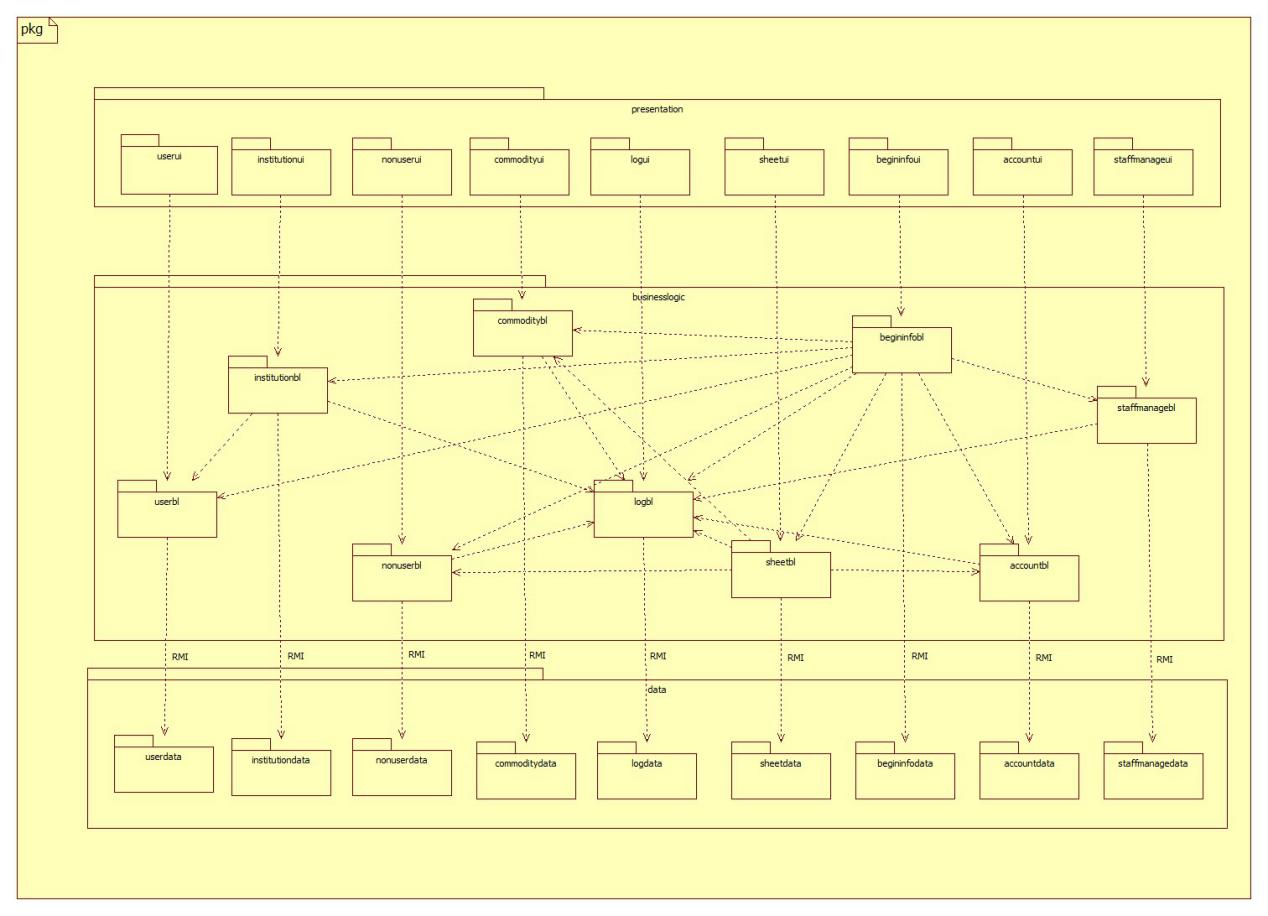 pkg
presentation
userui
institutionui
nonuserui
commodityui
logui
sheetui
begininfoui
accountui
staffmanageui
businesslogic
commoditybl
begininfobl
institutionbl
staffmanagebl
userbl
logbl
nonuserbl
sheetbl
accountbl
RMI
RMI
RMI
RMI
RMI
RMI
RMI
RMI
RMI
data
userdata
institutiondata
nonuserdata
commoditydata
logdata
sheetdata
begininfodata
accountdata
staffmanagedata